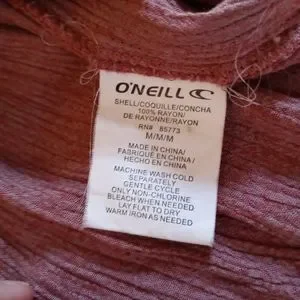 O'NEILL
SHELL/COQUILLE/CONCHA
100% RAYON/
DE RAYONNE/RAYON
RN# 85773
M/M/M
MADE IN CHINA/
FABRIQUÉ EN CHINA/
HECHO EN CHINA
MACHINE WASH COLD
SEPARATELY
GENTLE CYCLE
ONLY NON-CHLORINE
BLEACH WHEN NEEDED
LAY FLAT TO DRY
WARM IRON AS NEEDED